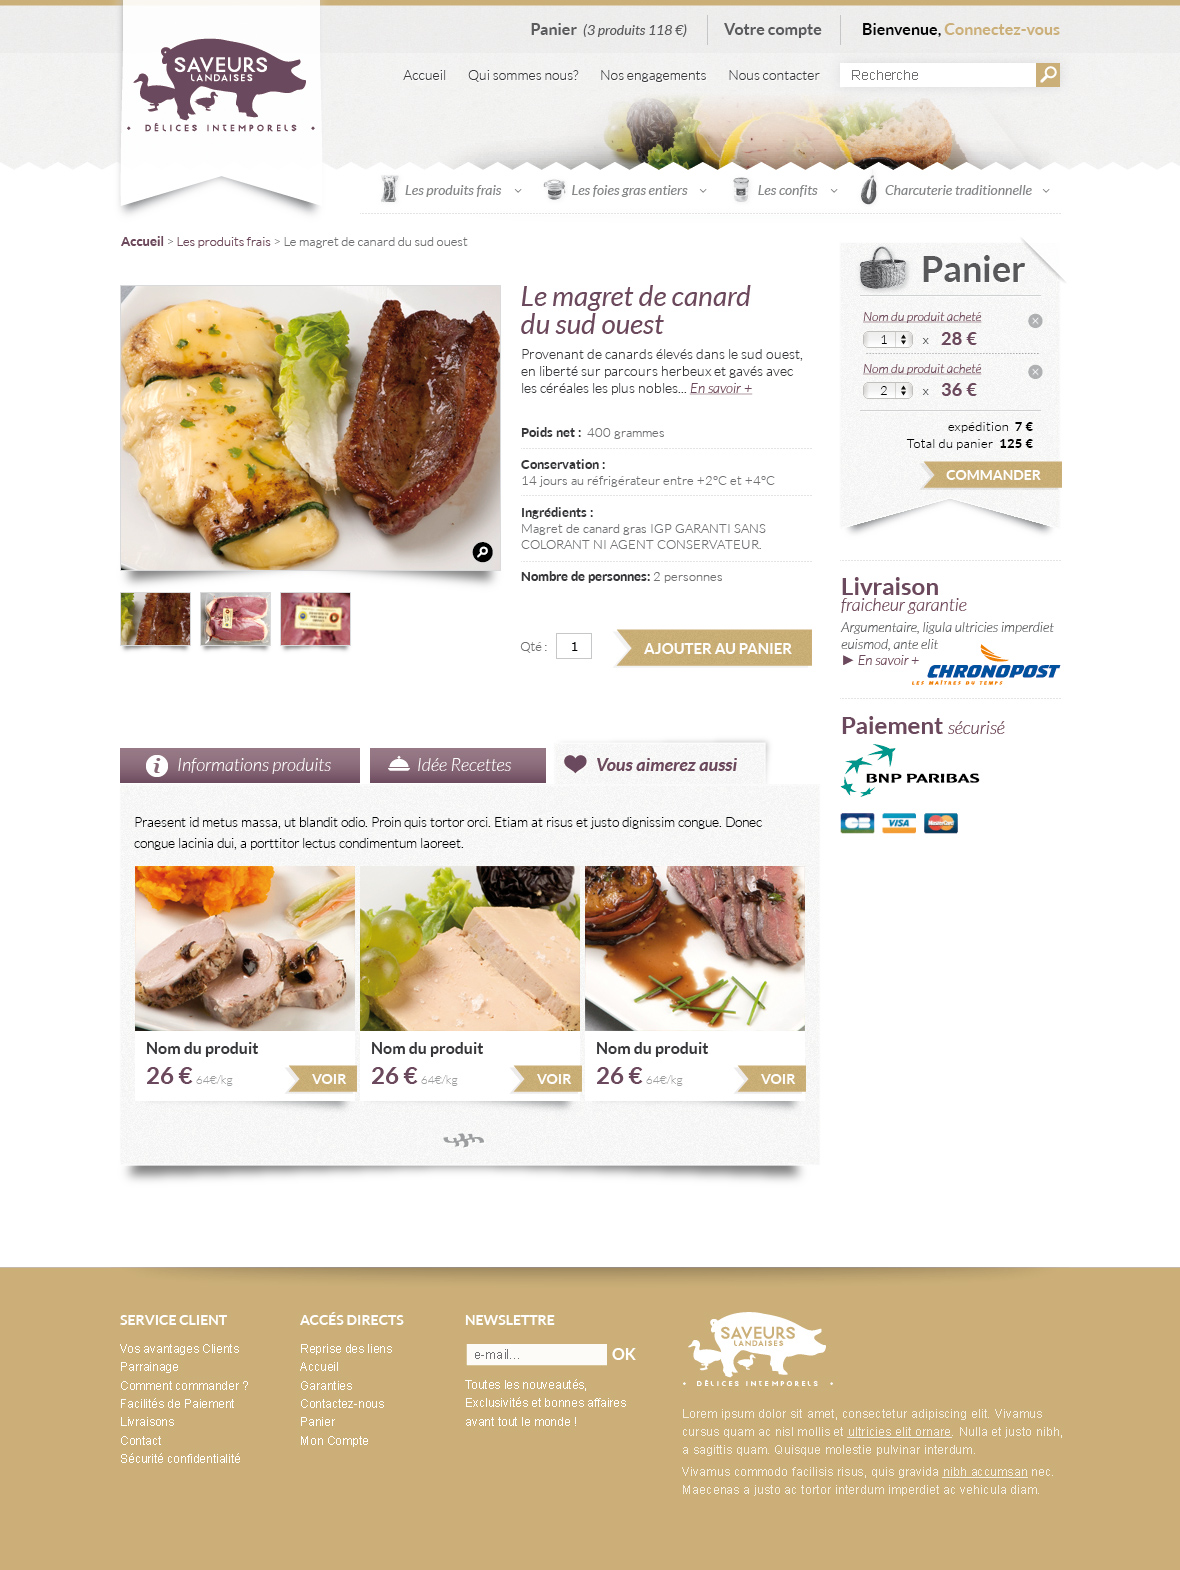 Panier (3 produits 118 €)
Votre compte
Bienvenue, Connectez-vous
SAVEURS
LANDAISES
DÉLICES INTEMPORELS
Accueil
Qui sommes nous?
Nos engagements
Nous contacter
Recherche
Les produits frais
Les foies gras entiers
Les confits
Charcuterie traditionnelle
Accueil > Les produits frais > Le magret de canard du sud ouest
Le magret de canard
du sud ouest
Provenant de canards élevés dans le sud ouest,
en liberté sur parcours herbeux et gavés avec
les céréales les plus nobles... En savoir +
Poids net : 400 grammes
Conservation :
14 jours au réfrigérateur entre +2°C et +4°C
Ingrédients :
Magret de canard gras IGP GARANTI SANS
COLORANT NI AGENT CONSERVATEUR.
Nombre de personnes: 2 personnes
Qté : 1
AJOUTER AU PANIER
Panier
Nom du produit acheté
1 x 28 €
Nom du produit acheté
2 x 36 €
expédition 7 €
Total du panier 125 €
COMMANDER
Livraison
fraicheur garantie
Argumentaire, ligula ultricies imperdiet
euismod, ante elit
► En savoir +
CHRONOPOST
LES MAÎTRES DU TEMPS
Paiement sécurisé
BNP PARIBAS
CB
VISA
MasterCard
Informations produits
Idée Recettes
Vous aimerez aussi
Praesent id metus massa, ut blandit odio. Proin quis tortor orci. Etiam at risus et justo dignissim congue. Donec
congue lacinia dui, a porttitor lectus condimentum laoreet.
Nom du produit
26 € 64€/kg
VOIR
Nom du produit
26 € 64€/kg
VOIR
Nom du produit
26 € 64€/kg
VOIR
SERVICE CLIENT
Vos avantages Clients
Parrainage
Comment commander ?
Facilités de Paiement
Livraisons
Contact
Sécurité confidentialité
ACCÉS DIRECTS
Reprise des liens
Accueil
Garanties
Contactez-nous
Panier
Mon Compte
NEWSLETTRE
e-mail...
OK
Toutes les nouveautés,
Exclusivités et bonnes affaires
avant tout le monde !
SAVEURS
LANDAISES
DÉLICES INTEMPORELS
Lorem ipsum dolor sit amet, consectetur adipiscing elit. Vivamus
cursus quam ac nisl mollis et ultricies elit ornare. Nulla et justo nibh,
a sagittis quam. Quisque molestie pulvinar interdum.
Vivamus commodo facilisis risus, quis gravida nibh accumsan nec.
Maecenas a justo ac tortor interdum imperdiet ac vehicula diam.